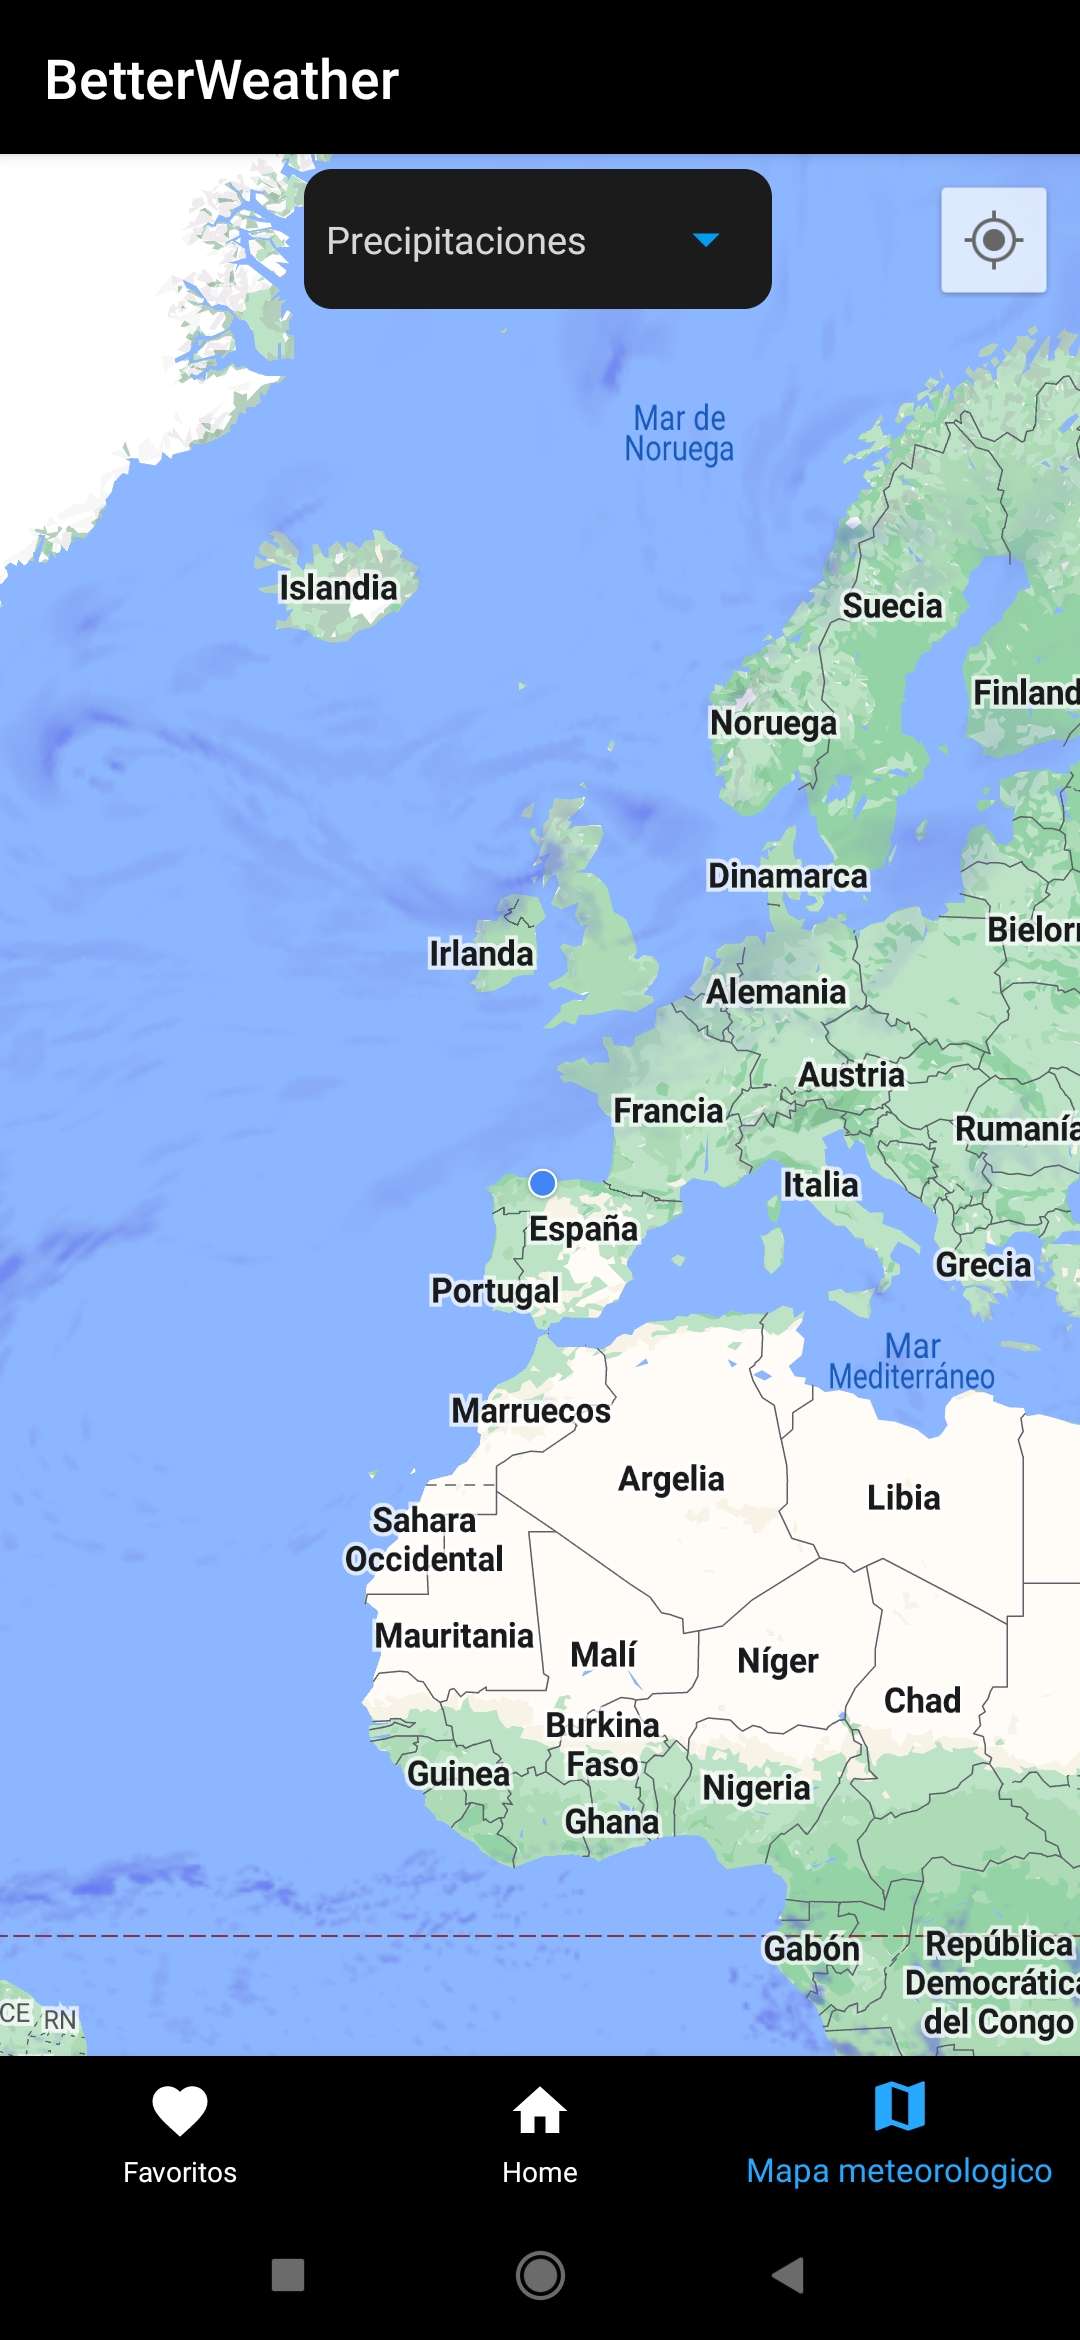 BetterWeather
Precipitaciones
Mar de
Noruega
Islandia
Suecia
Finland
Noruega
Dinamarca
Bielorr
Irlanda
Alemania
Austria
Francia
Rumanía
Italia
España
Grecia
Portugal
Mar
Mediterráneo
Marruecos
Argelia
Libia
Sahara
Occidental
Mauritania
Malí
Níger
Chad
Burkina
Faso
Guinea
Nigeria
Ghana
Gabón
República
Democrática
del Congo
CE RN
Favoritos
Home
Mapa meteorologico